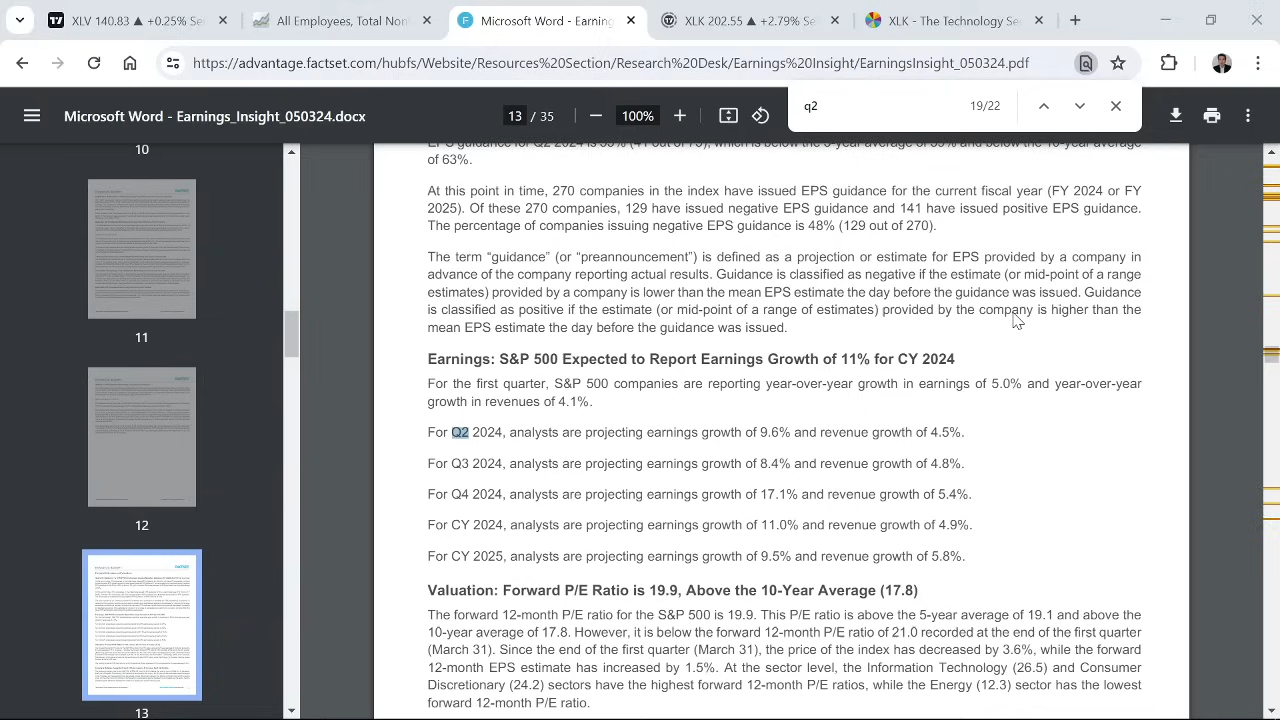 XLV 140.83 ▲ +0.25% S
All Employees, Total Non
Microsoft Word - Earning
XLK 202.55 ▲ +2.79% S
XLK - The Technology Se
https://advantage.factset.com/hubfs/Website/Resources%20Section/Research%20Desk/Earnings%20Insight/EarningsInsight_050324.pdf
q2
19/22
Microsoft Word - Earnings_Insight_050324.docx
13 / 35
100%
10
11
12
13
of 63%.
At this point in time, 270 companies in the index have issued EPS guidance for the current fiscal year (FY 2024 or FY
2025). Of these 270 companies, 129 have issued negative EPS guidance and 141 have issued positive EPS guidance.
The percentage of companies issuing negative EPS guidance is 48% (129 out of 270).
The term “guidance” (or “preannouncement”) is defined as a projection or estimate for EPS provided by a company in
advance of the company reporting actual results. Guidance is classified as negative if the estimate (or mid-point of a range
estimates) provided by a company is lower than the mean EPS estimate the day before the guidance was issued. Guidance
is classified as positive if the estimate (or mid-point of a range of estimates) provided by the company is higher than the
mean EPS estimate the day before the guidance was issued.
Earnings: S&P 500 Expected to Report Earnings Growth of 11% for CY 2024
For the first quarter, S&P 500 companies are reporting year-over-year growth in earnings of 5.0% and year-over-year
growth in revenues of 4.1%.
For Q2 2024, analysts are projecting earnings growth of 9.6% and revenue growth of 4.5%.
For Q3 2024, analysts are projecting earnings growth of 8.4% and revenue growth of 4.8%.
For Q4 2024, analysts are projecting earnings growth of 17.1% and revenue growth of 5.4%.
For CY 2024, analysts are projecting earnings growth of 11.0% and revenue growth of 4.9%.
For CY 2025, analysts are projecting earnings growth of and revenue growth of 5.8%.
Valuation: Forward P/E Ratio is 19.9, Above the 10-Year Average (17.8)
The forward 12-month P/E ratio for the S&P 500 is 19.9. This P/E ratio is above the 5-year average of 19.1 and above the
10-year average of 17.8. However, it is below the forward 12-month P/E ratio of 21.0 recorded at the end of the first quarter
(March 31). Since the end of the first quarter (March 31), the price of the index has decreased by while the forward
12-month EPS estimate has increased by 1.5%. At the sector level, the Information Technology (26.5) and Consumer
Discretionary (24.2) sectors have the highest forward 12-month P/E ratios, while the Energy (12.3) sector has the lowest
forward 12-month P/E ratio.